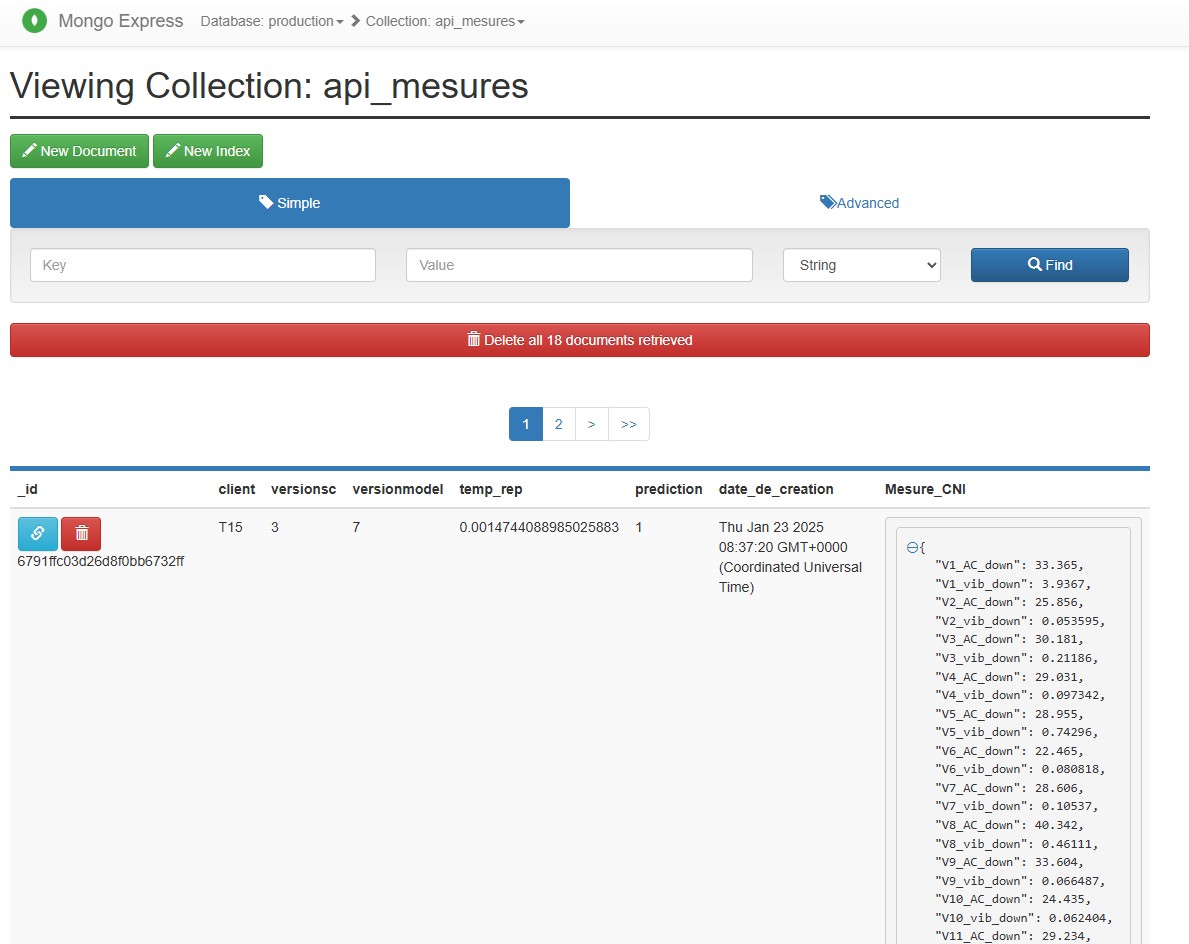 Mongo Express Database: production Collection: api_mesures
Viewing Collection: api_mesures
New Document New Index
Simple Advanced
Key Value String Find
Delete all 18 documents retrieved
1 2 > >>
_id client versionsc versionmodel temp_rep prediction date_de_creation Mesure_CNI
6791ffc03d26d8f0bb6732ff
T15 3 7 0.0014744088985025883 1
Thu Jan 23 2025
08:37:20 GMT+0000
(Coordinated Universal
Time)
{
"V1_AC_down": 33.365,
"V1_vib_down": 3.9367,
"V2_AC_down": 25.856,
"V2_vib_down": 0.053595,
"V3_AC_down": 30.181,
"V3_vib_down": 0.21186,
"V4_AC_down": 29.031,
"V4_vib_down": 0.097342,
"V5_AC_down": 28.955,
"V5_vib_down": 0.74296,
"V6_AC_down": 22.465,
"V6_vib_down": 0.080818,
"V7_AC_down": 28.606,
"V7_vib_down": 0.10537,
"V8_AC_down": 40.342,
"V8_vib_down": 0.46111,
"V9_AC_down": 33.604,
"V9_vib_down": 0.066487,
"V10_AC_down": 24.435,
"V10_vib_down": 0.062404,
"V11_AC_down": 29.234,